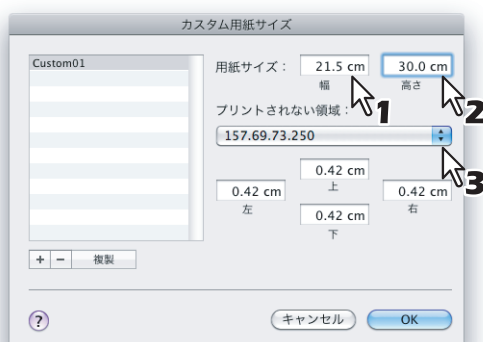 カスタム用紙サイズ
Custom01
用紙サイズ： 21.5 cm 30.0 cm
幅 高さ
1 2
プリントされない領域：
157.69.73.250
3
0.42 cm
上
0.42 cm 0.42 cm
左 右
0.42 cm
下
+ − 複製
? キャンセル OK